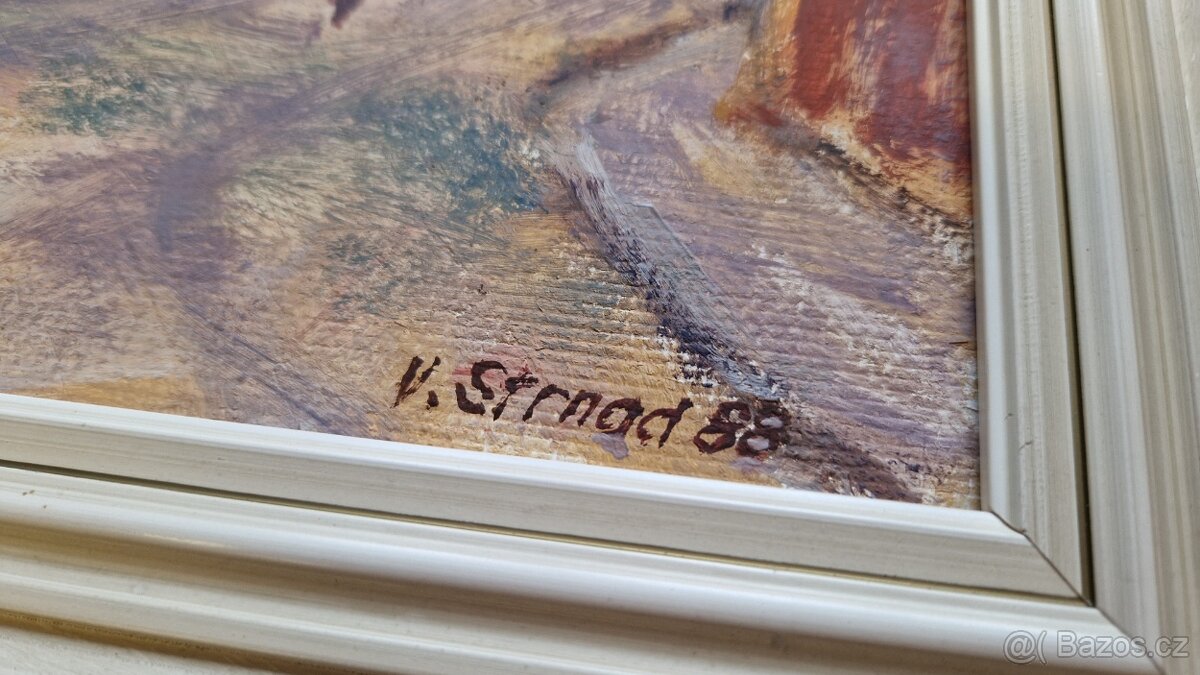 V. Strnad 88
@( Bazos.cz